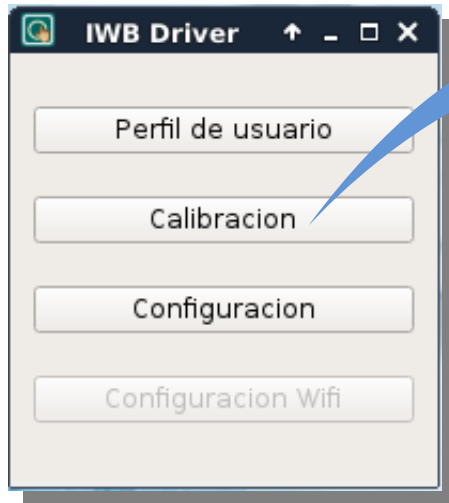 IWB Driver
Perfil de usuario
Calibracion
Configuracion
Configuracion Wifi